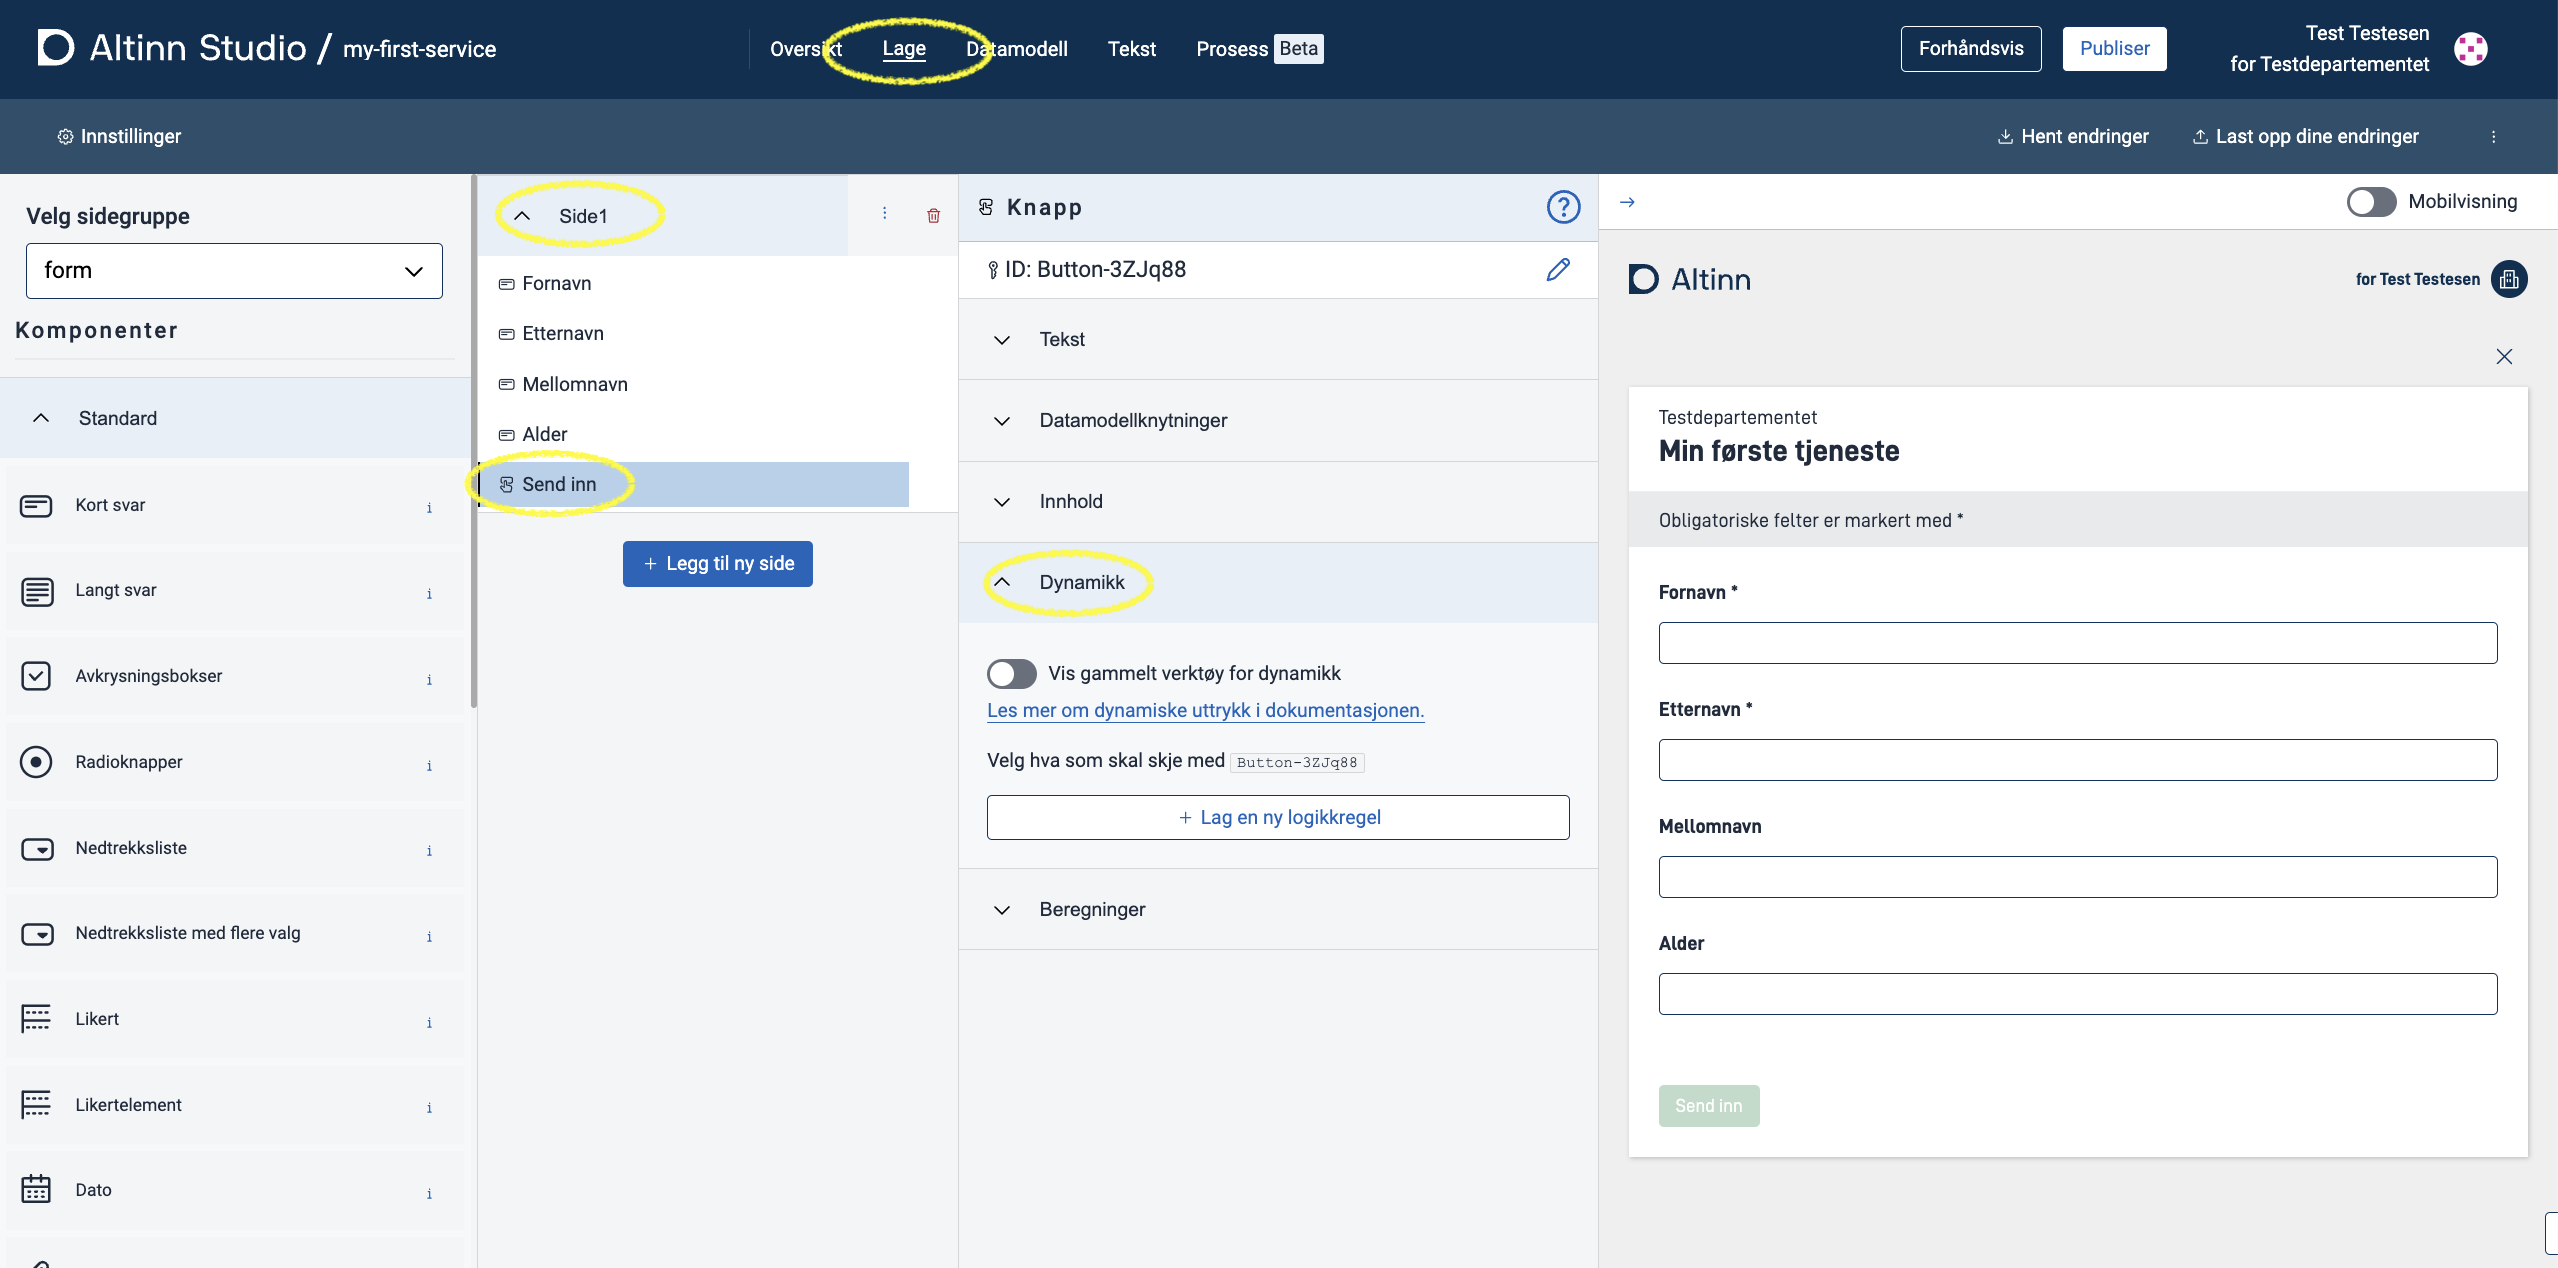 Altinn Studio / my-first-service
Oversikt
Lage
Datamodell
Tekst
Prosess Beta
Forhåndsvis
Publiser
Test Testesen
for Testdepartementet
Innstillinger
Hent endringer
Last opp dine endringer
Velg sidegruppe
form
Komponenter
Standard
Kort svar
Langt svar
Avkrysningsbokser
Radioknapper
Nedtrekksliste
Nedtrekksliste med flere valg
Likert
Likertelement
Dato
Side1
Fornavn
Etternavn
Mellomnavn
Alder
Send inn
+ Legg til ny side
Knapp
ID: Button-3ZJq88
Tekst
Datamodellknytninger
Innhold
Dynamikk
Vis gammelt verktøy for dynamikk
Les mer om dynamiske uttrykk i dokumentasjonen.
Velg hva som skal skje med Button-3ZJq88
+ Lag en ny logikkregel
Beregninger
Mobilvisning
Altinn
for Test Testesen
Testdepartementet
Min første tjeneste
Obligatoriske felter er markert med *
Fornavn *
Etternavn *
Mellomnavn
Alder
Send inn